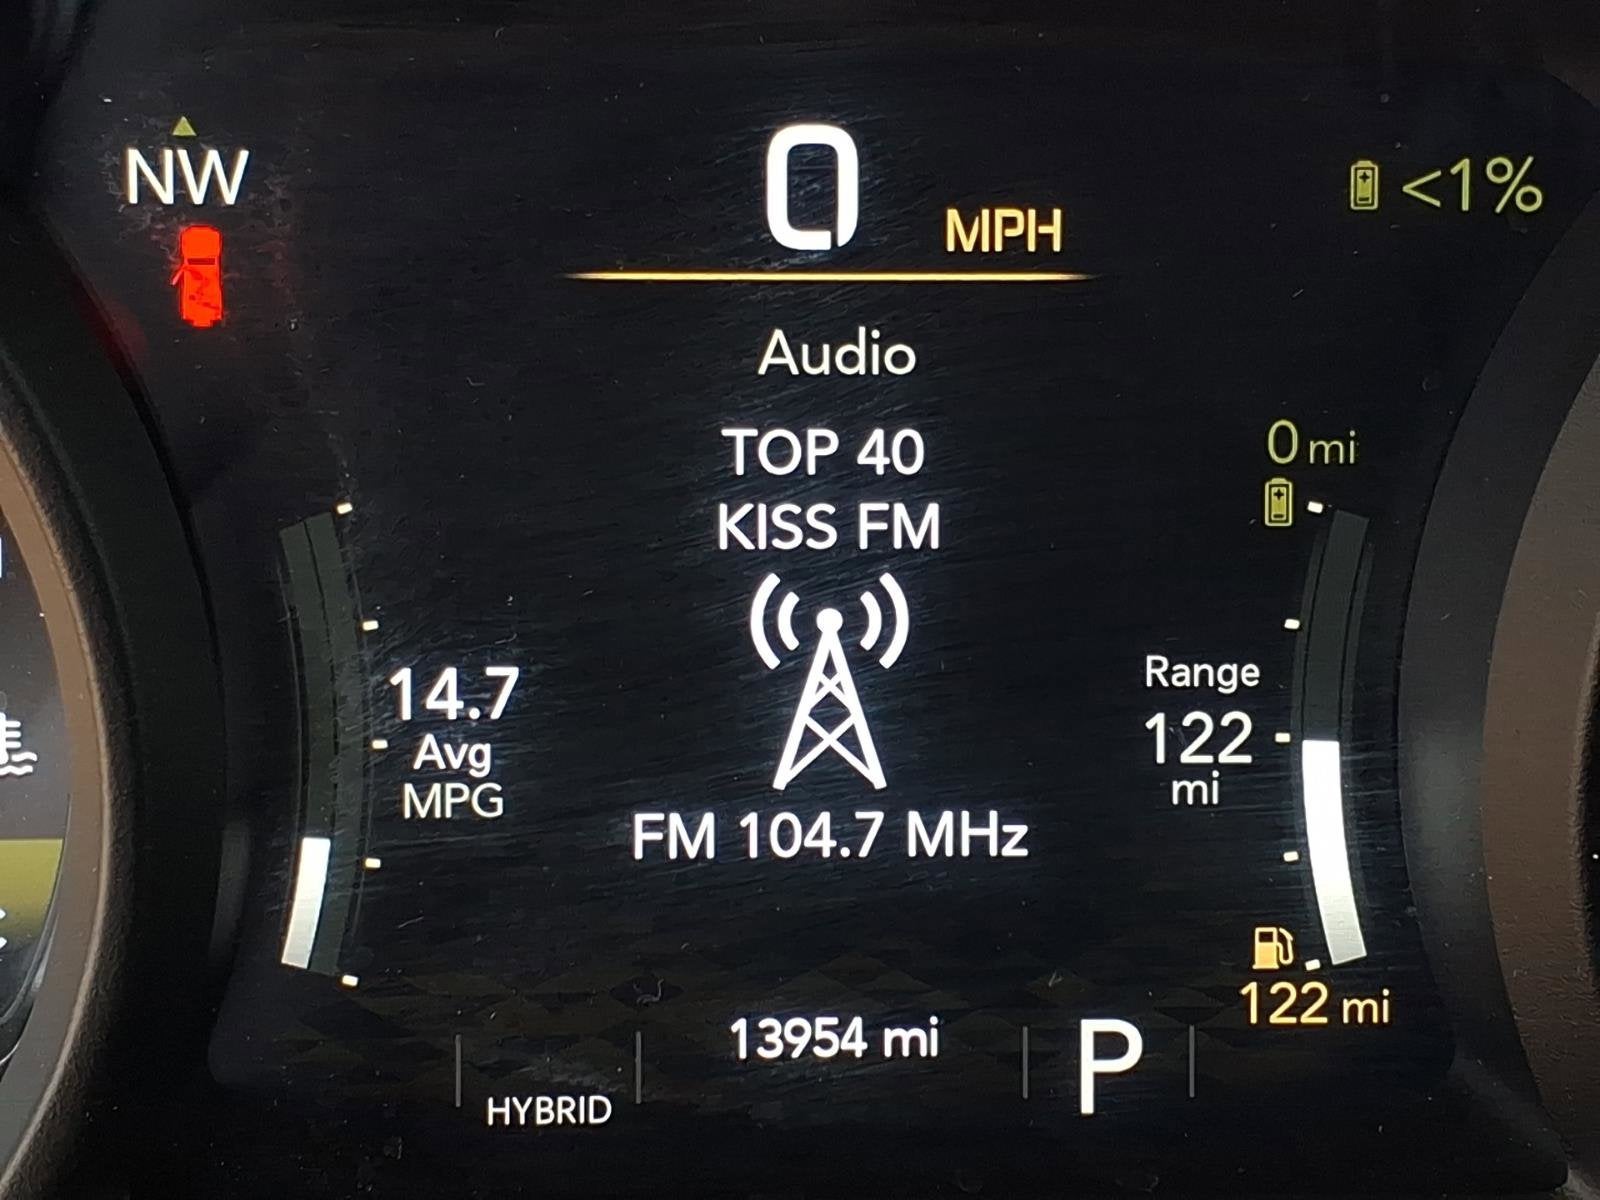 NW
0 MPH
<1%
Audio
TOP 40
KISS FM
0 mi
14.7
Avg
MPG
Range
122
mi
FM 104.7 MHz
122 mi
13954 mi
P
HYBRID